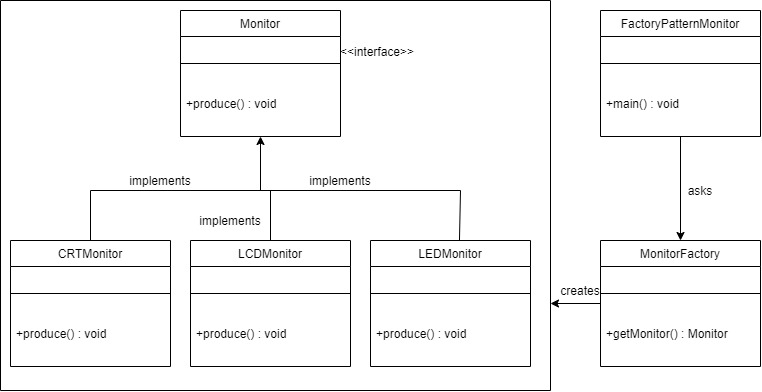 Monitor
<<interface>>
+produce() : void
FactoryPatternMonitor
+main() : void
implements
implements
implements
asks
CRTMonitor
+produce() : void
LCDMonitor
+produce() : void
LEDMonitor
+produce() : void
creates
MonitorFactory
+getMonitor() : Monitor